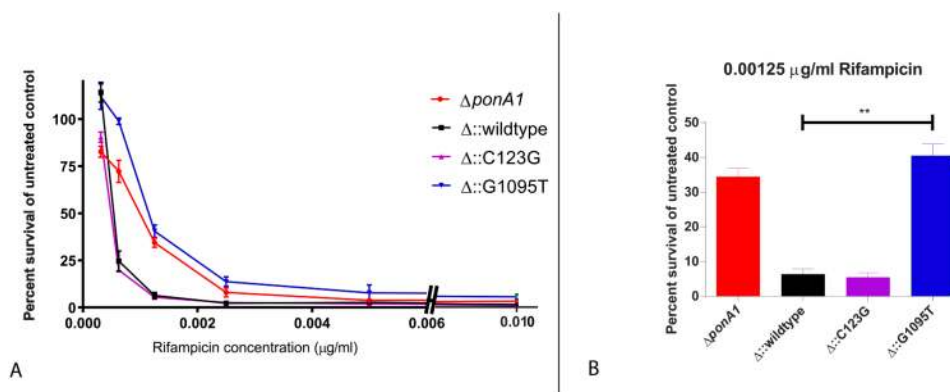 Percent survival of untreated control
100
75
50
25
0
0.000
0.002
0.004
0.006
0.010
Rifampicin concentration (μg/ml)
ΔponA1
Δ::wildtype
Δ::C123G
Δ::G1095T
A
0.00125 μg/ml Rifampicin
Percent survival of untreated control
50
40
30
20
10
0
**
ΔponA1
Δ::wildtype
Δ::C123G
Δ::G1095T
B